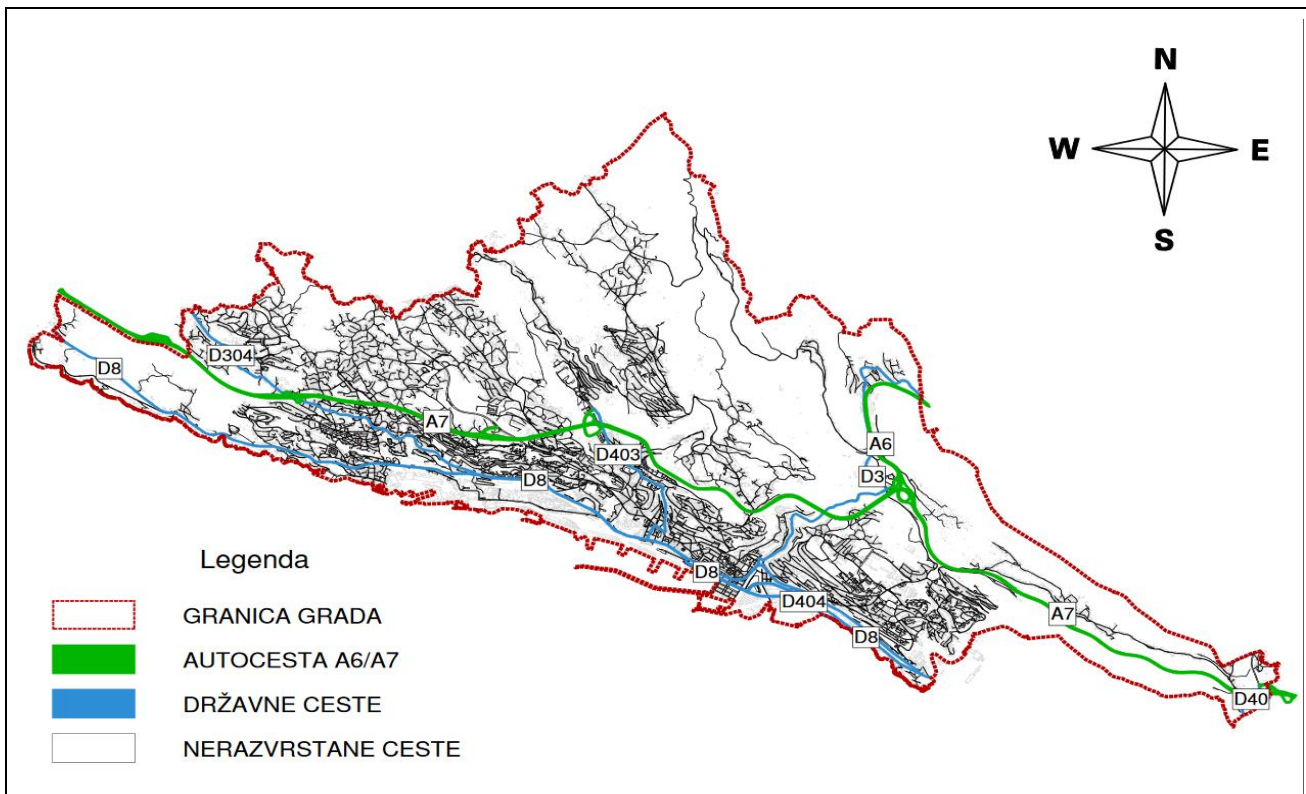 N
W
E
S
D304
D8
A7
D403
D8
A6
D3
D8
D404
A7
D8
D40
Legenda
GRANICA GRADA
AUTOCESTA A6/A7
DRŽAVNE CESTE
NERAZVRSTANE CESTE